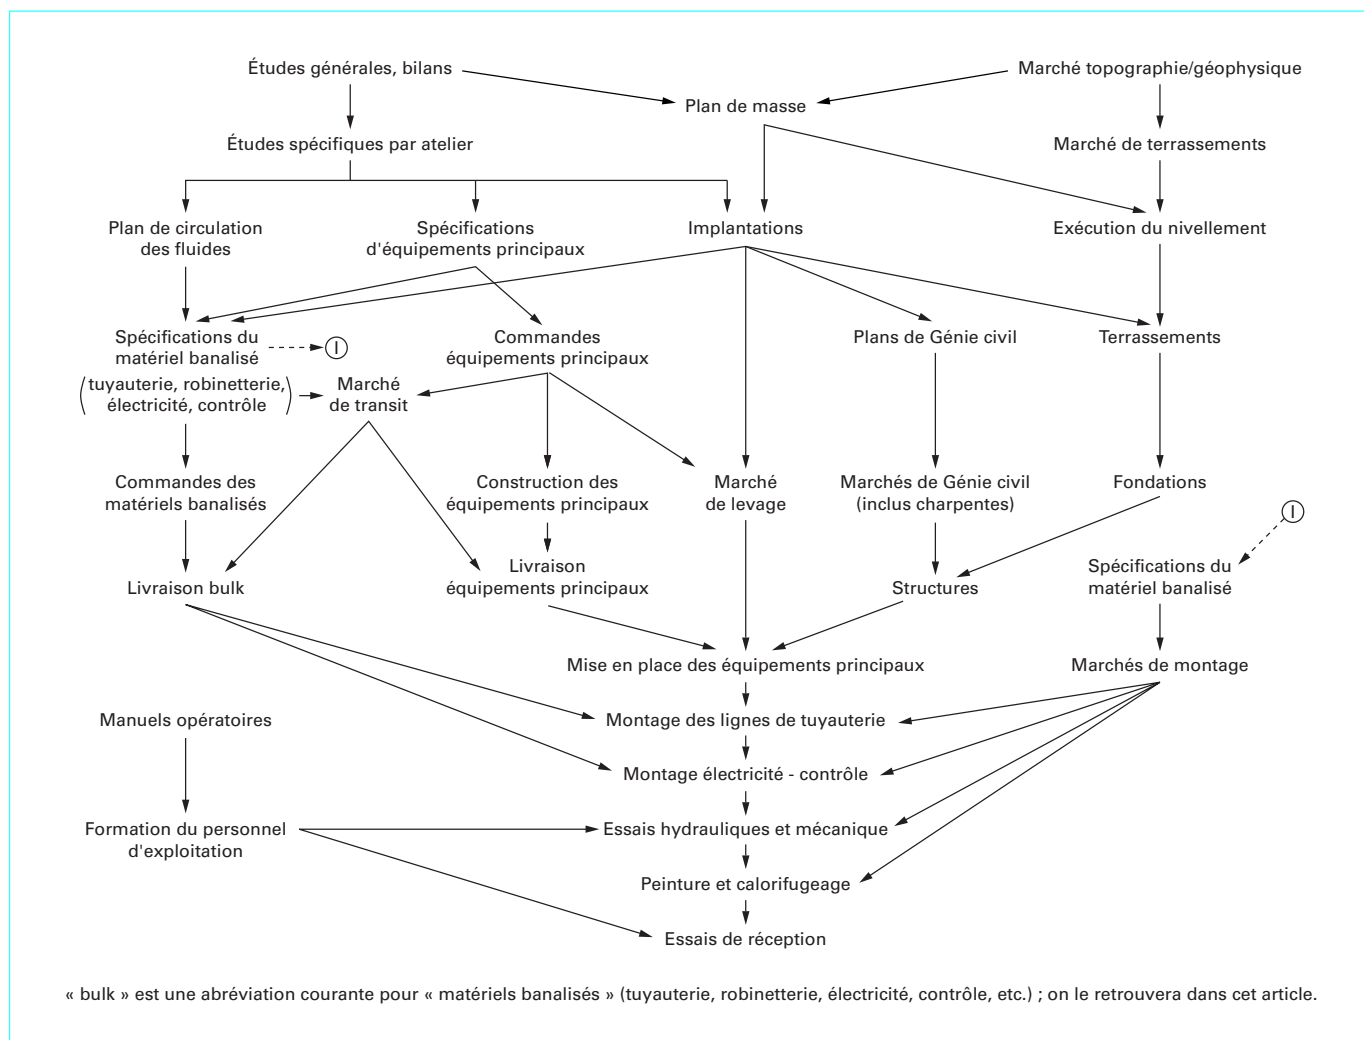 Études générales, bilans
Marché topographie/géophysique
Plan de masse
Études spécifiques par atelier
Marché de terrassements
Plan de circulation
des fluides
Spécifications
d'équipements principaux
Implantations
Exécution du nivellement
Spécifications du
matériel banalisé
I
(tuyauterie, robinetterie,
électricité, contrôle)
Marché
de transit
Commandes
équipements principaux
Plans de Génie civil
Terrassements
Commandes des
matériels banalisés
Construction des
équipements principaux
Marché
de levage
Marchés de Génie civil
(inclus charpentes)
Fondations
I
Livraison bulk
Livraison
équipements principaux
Structures
Spécifications du
matériel banalisé
Mise en place des équipements principaux
Marchés de montage
Manuels opératoires
Montage des lignes de tuyauterie
Montage électricité - contrôle
Formation du personnel
d'exploitation
Essais hydrauliques et mécanique
Peinture et calorifugeage
Essais de réception
« bulk » est une abréviation courante pour « matériels banalisés » (tuyauterie, robinetterie, électricité, contrôle, etc.) ; on le retrouvera dans cet article.